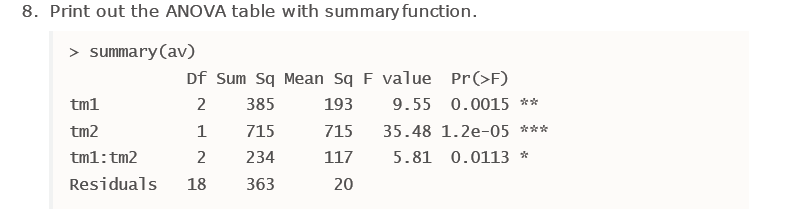 8. Print out the ANOVA table with summary function.
> summary(av)
Df Sum Sq Mean Sq F value Pr(>F)
tm1 2 385 193 9.55 0.0015 **
tm2 1 715 715 35.48 1.2e-05 ***
tm1:tm2 2 234 117 5.81 0.0113 *
Residuals 18 363 20